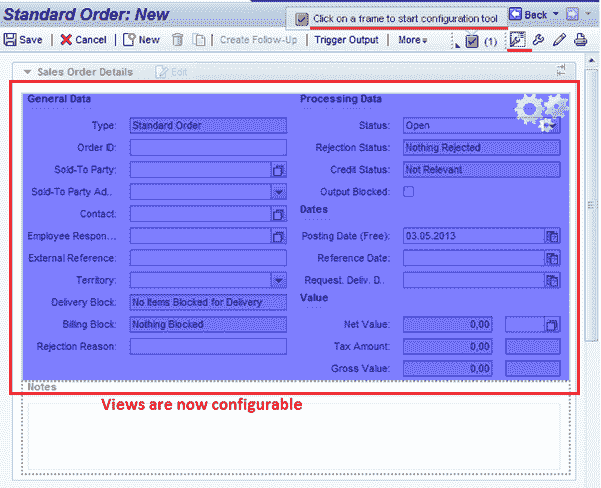 Standard Order: New
Click on a frame to start configuration tool
Back
Save Cancel New Create Follow-Up Trigger Output More (1)
Sales Order Details Edit
General Data
Type: Standard Order
Order ID:
Sold-To Party:
Sold-To Party Ad..
Contact:
Employee Respon...
External Reference:
Territory:
Delivery Block: No Items Blocked for Delivery
Billing Block: Nothing Blocked
Rejection Reason:
Processing Data
Status: Open
Rejection Status: Nothing Rejected
Credit Status: Not Relevant
Output Blocked:
Dates
Posting Date (Free): 03.05.2013
Reference Date:
Request. Deliv. D..
Value
Net Value: 0,00
Tax Amount: 0,00
Gross Value: 0,00
Notes
Views are now configurable